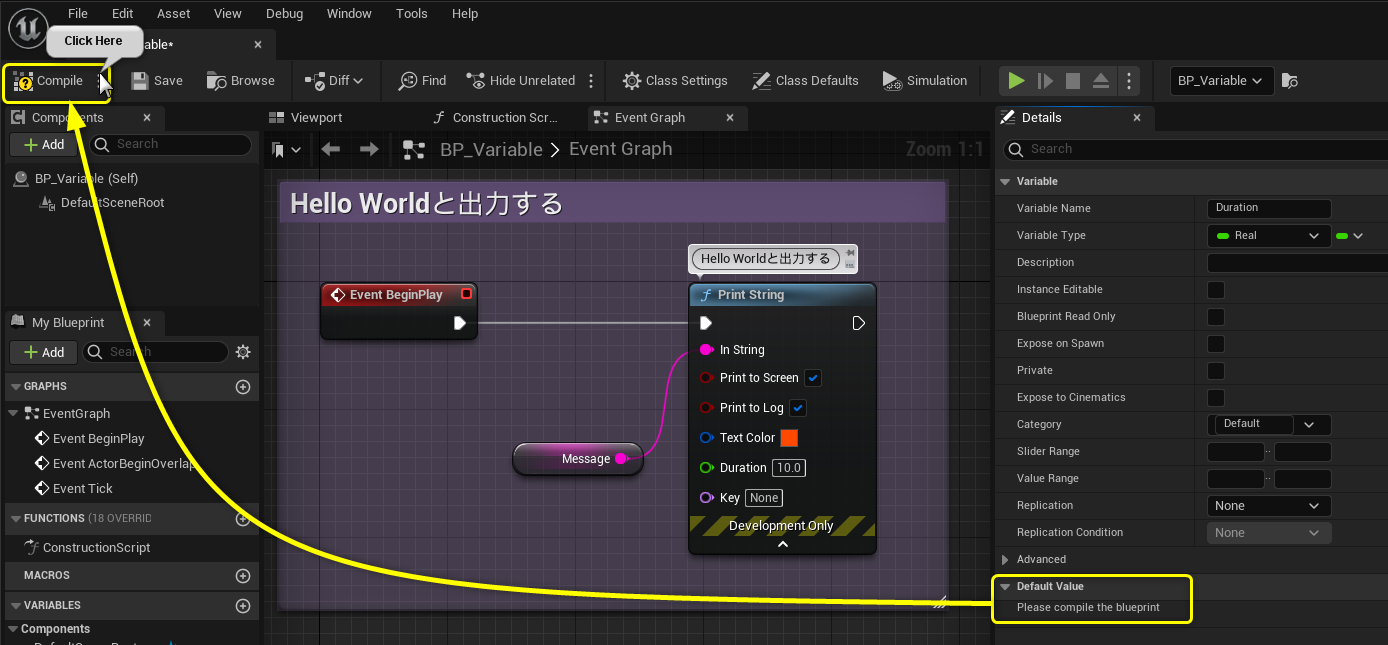 File Edit Asset View Debug Window Tools Help
Click Here
able*
Compile Save Browse Diff Find Hide Unrelated Class Settings Class Defaults Simulation BP_Variable
Components Viewport Construction Scr... Event Graph Details
Add Search BP_Variable Event Graph Zoom 1:1 Search
BP_Variable (Self)
DefaultSceneRoot
My Blueprint
Add Search
GRAPHS
EventGraph
Event BeginPlay
Event ActorBeginOverlap
Event Tick
FUNCTIONS (18 OVERRID
ConstructionScript
MACROS
VARIABLES
Components
Hello Worldと出力する
Event BeginPlay
Hello Worldと出力する
Print String
In String
Print to Screen
Print to Log
Text Color
Duration 10.0
Key None
Development Only
Message
Variable
Variable Name Duration
Variable Type Real
Description
Instance Editable
Blueprint Read Only
Expose on Spawn
Private
Expose to Cinematics
Category Default
Slider Range
Value Range
Replication None
Replication Condition None
Advanced
Default Value
Please compile the blueprint